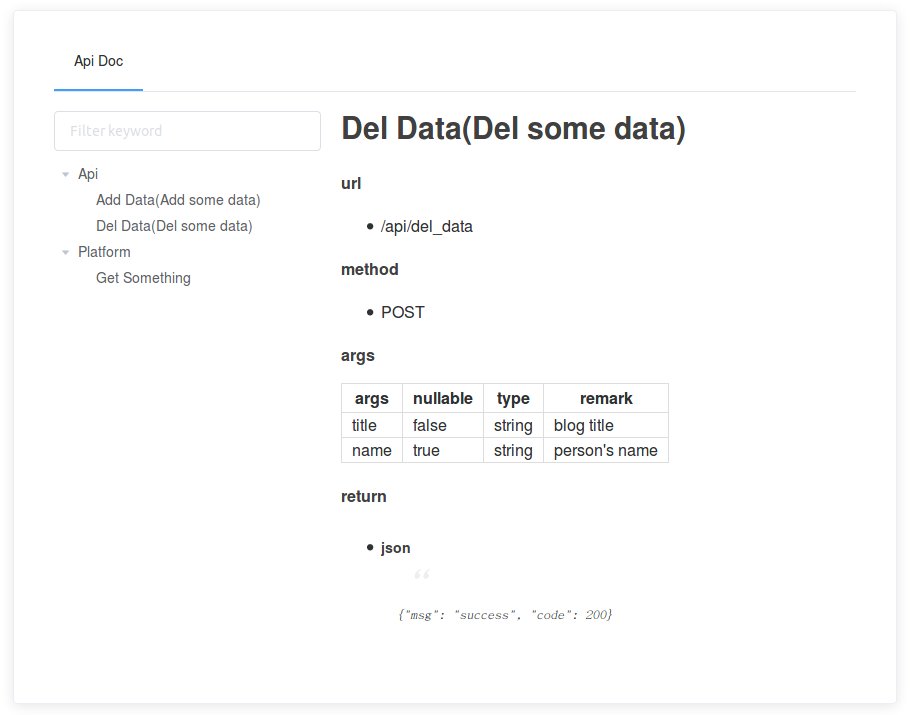 Api Doc
Filter keyword
Api
Add Data(Add some data)
Del Data(Del some data)
Platform
Get Something
Del Data(Del some data)
url
/api/del_data
method
POST
args
args nullable type remark
title false string blog title
name true string person's name
return
json
“
{"msg": "success", "code": 200}